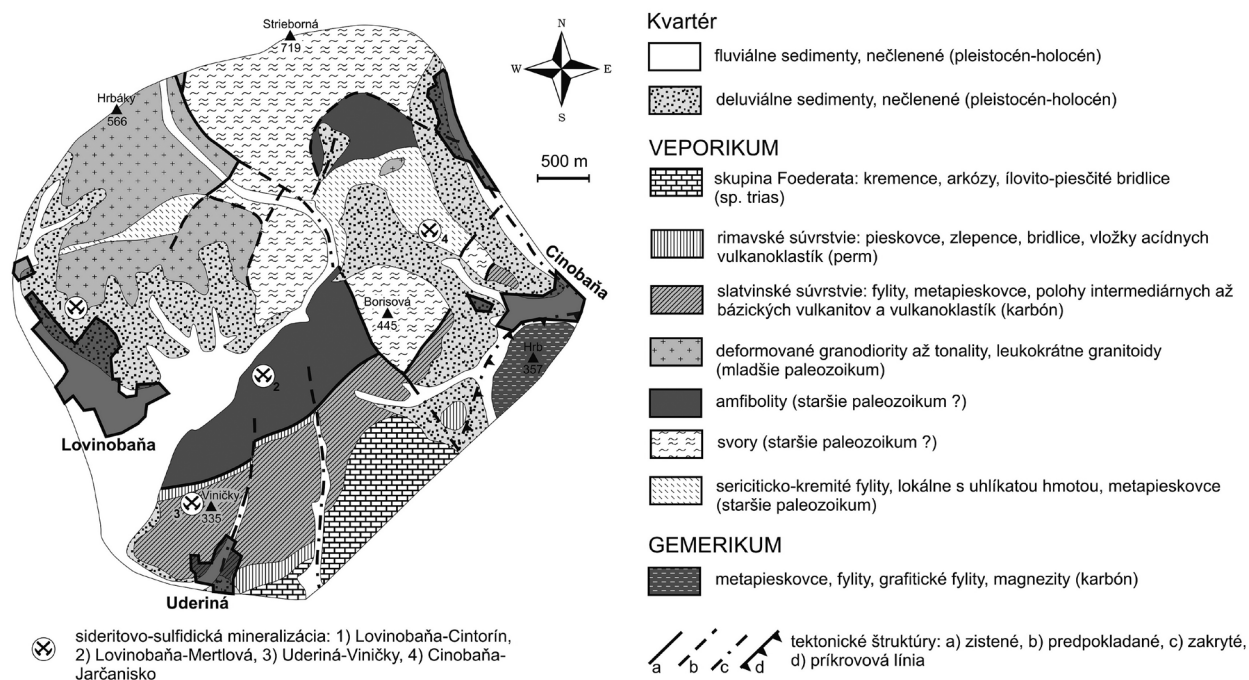 Strieborná
719
Hrbáky
566
N
W
E
S
500 m
4
Cinobaňa
Borisová
445
Hrb
357
2
Lovinobaňa
3
Viničky
335
Uderiná
sideritovo-sulfidická mineralizácia: 1) Lovinobaňa-Cintorín,
2) Lovinobaňa-Mertlová, 3) Uderiná-Viničky, 4) Cinobaňa-
Jarčanisko
Kvartér
fluviálne sedimenty, nečlenené (pleistocén-holocén)
deluviálne sedimenty, nečlenené (pleistocén-holocén)
VEPORIKUM
skupina Foederata: kremence, arkózy, ílovito-piesčité bridlice
(sp. trias)
rimavské súvrstvie: pieskovce, zlepence, bridlice, vložky acídnych
vulkanoklastík (perm)
slatvinské súvrstvie: fylity, metapieskovce, polohy intermediárnych až
bázických vulkanitov a vulkanoklastík (karbón)
deformované granodiority až tonality, leukokrátne granitoidy
(mladšie paleozoikum)
amfibolity (staršie paleozoikum ?)
svory (staršie paleozoikum ?)
sericiticko-kremité fylity, lokálne s uhlíkatou hmotou, metapieskovce
(staršie paleozoikum)
GEMERIKUM
metapieskovce, fylity, grafitické fylity, magnezity (karbón)
a b c d
tektonické štruktúry: a) zistené, b) predpokladané, c) zakryté,
d) príkrovová línia